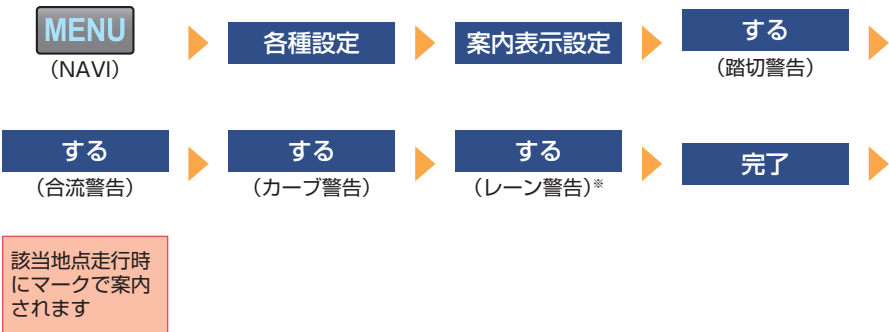 MENU
(NAVI)
各種設定
案内表示設定
する
(踏切警告)
する
(合流警告)
する
(カーブ警告)
する
(レーン警告)※
完了
該当地点走行時
にマークで案内
されます